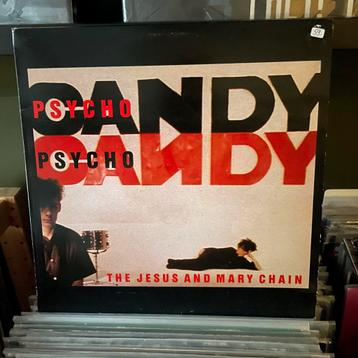 PSYCHO
CANDY
PSYCHO
CANDY
THE JESUS AND MARY CHAIN